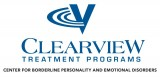 CLEARVIEW
TREATMENT PROGRAMS
CENTER FOR BORDERLINE PERSONALITY AND EMOTIONAL DISORDERS